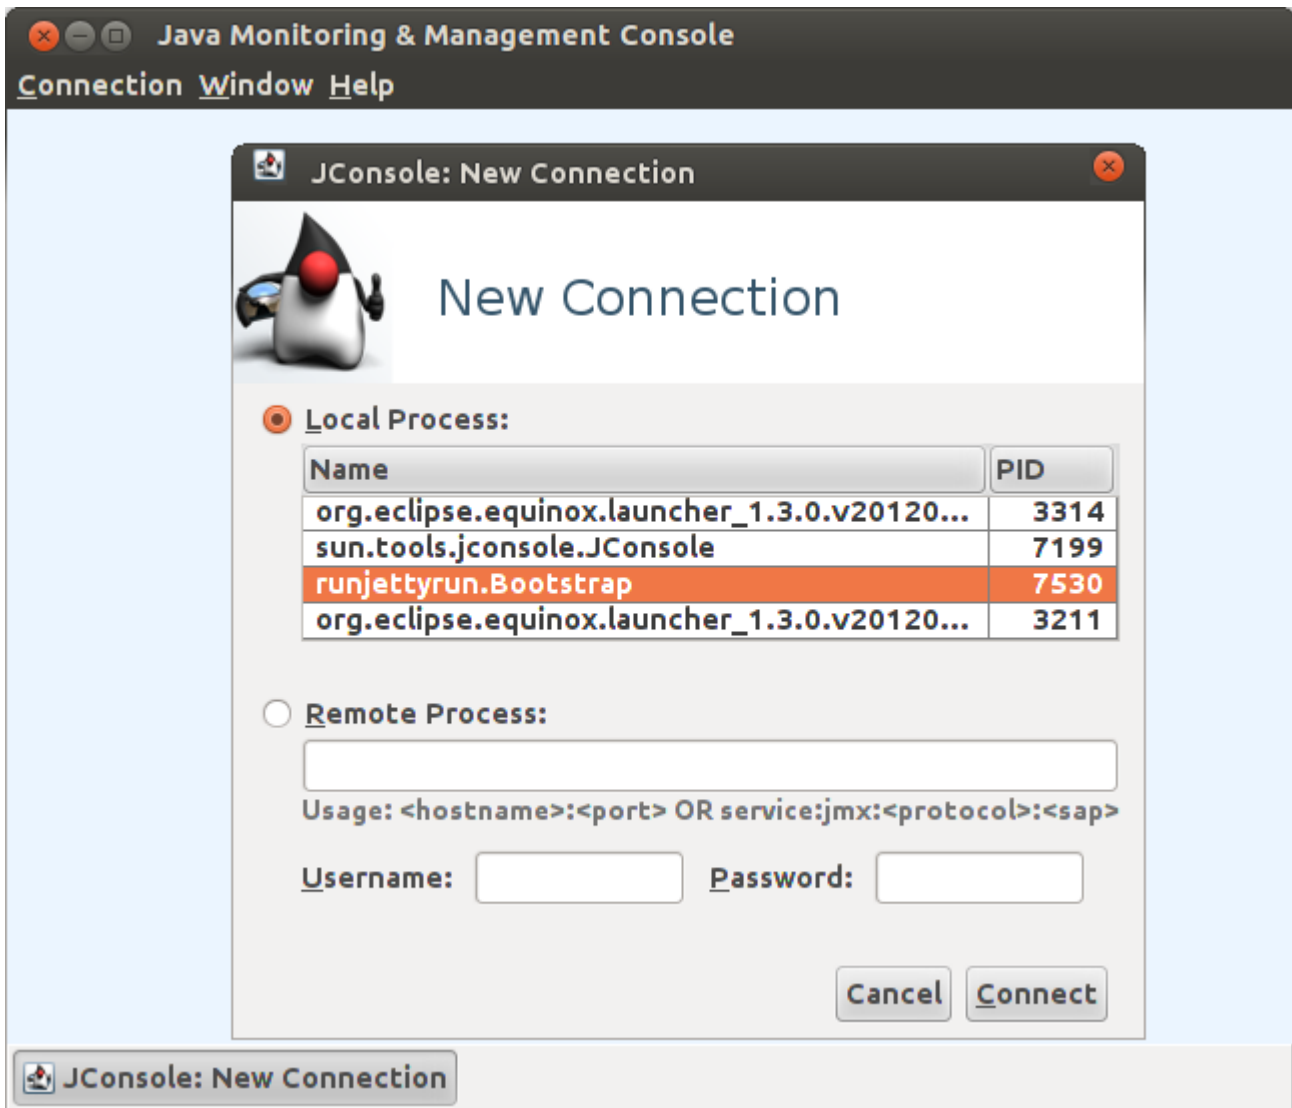 Java Monitoring & Management Console
Connection Window Help
JConsole: New Connection
New Connection
Local Process:
Name PID
org.eclipse.equinox.launcher_1.3.0.v20120... 3314
sun.tools.jconsole.JConsole 7199
runjettyrun.Bootstrap 7530
org.eclipse.equinox.launcher_1.3.0.v20120... 3211
Remote Process:
Usage: <hostname>:<port> OR service:jmx:<protocol>:<sap>
Username: Password:
Cancel Connect
JConsole: New Connection